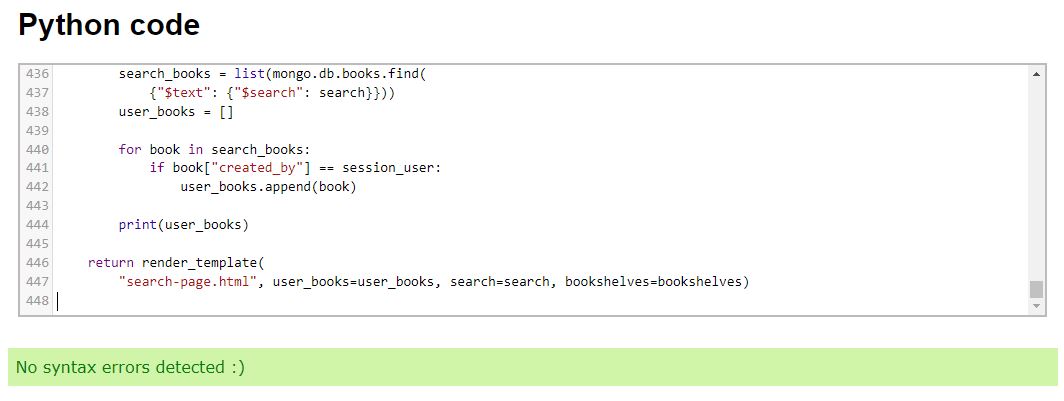 Python code
436 search_books = list(mongo.db.books.find(
437 {"$text": {"$search": search}}))
438 user_books = []
439
440 for book in search_books:
441 if book["created_by"] == session_user:
442 user_books.append(book)
443
444 print(user_books)
445
446 return render_template(
447 "search-page.html", user_books=user_books, search=search, bookshelves=bookshelves)
448
No syntax errors detected :)